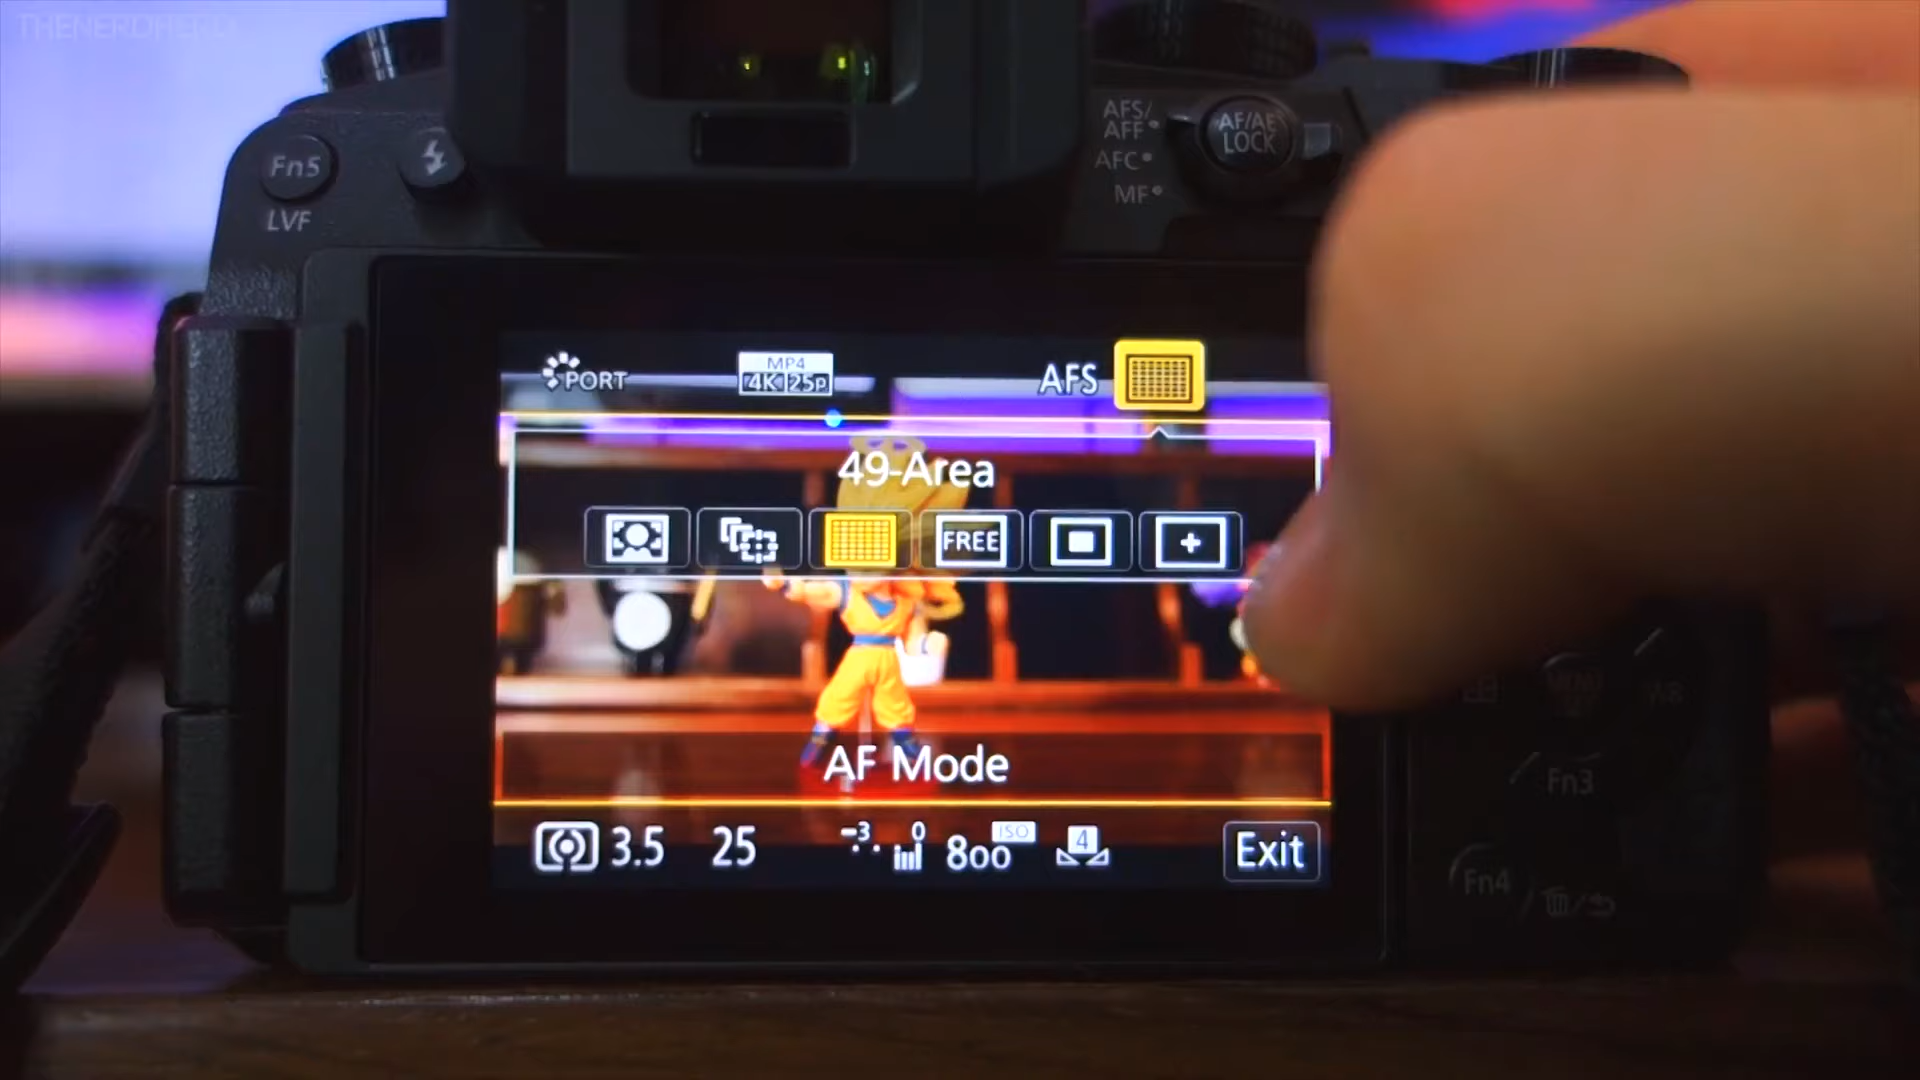 THENERDHERD
Fn5
LVF
AFS/
AFF
AFC
MF
AF/AE
LOCK
PORT
MP4
4K 25p
AFS
49-Area
FREE
AF Mode
3.5
25
-3
0
800
ISO
4
Exit
Fn3
Fn4